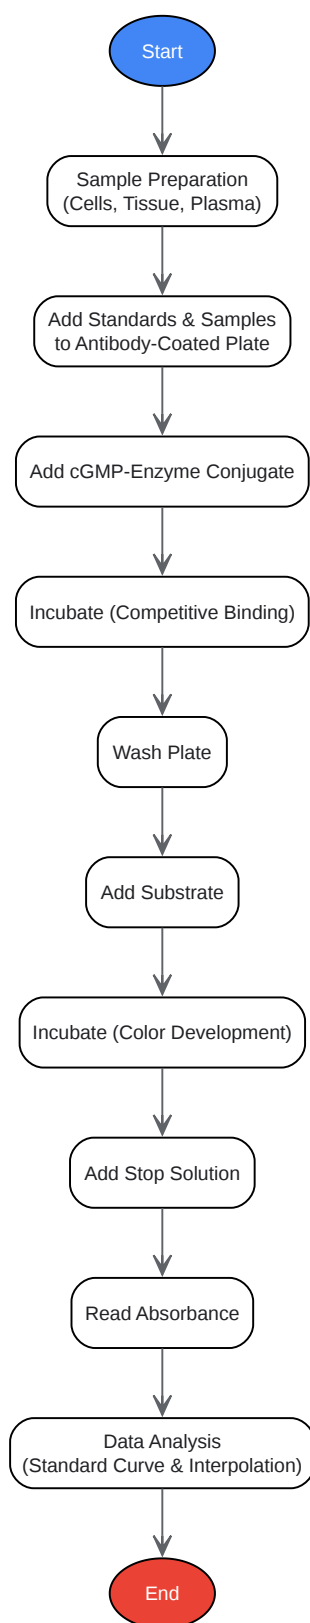 Start
Sample Preparation
(Cells, Tissue, Plasma)
Add Standards & Samples
to Antibody-Coated Plate
Add cGMP-Enzyme Conjugate
Incubate (Competitive Binding)
Wash Plate
Add Substrate
Incubate (Color Development)
Add Stop Solution
Read Absorbance
Data Analysis
(Standard Curve & Interpolation)
End